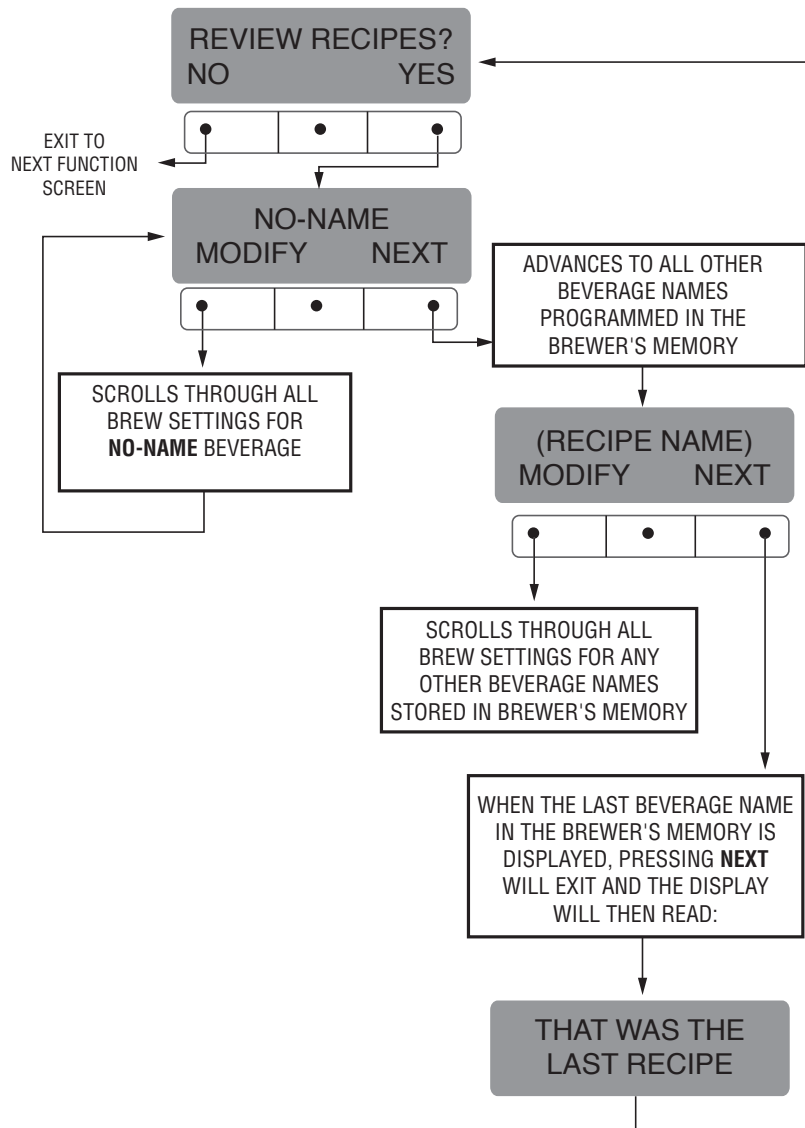 REVIEW RECIPES?
NO YES
EXIT TO
NEXT FUNCTION
SCREEN
NO-NAME
MODIFY NEXT
ADVANCES TO ALL OTHER
BEVERAGE NAMES
PROGRAMMED IN THE
BREWER'S MEMORY
SCROLLS THROUGH ALL
BREW SETTINGS FOR
NO-NAME BEVERAGE
(RECIPE NAME)
MODIFY NEXT
SCROLLS THROUGH ALL
BREW SETTINGS FOR ANY
OTHER BEVERAGE NAMES
STORED IN BREWER'S MEMORY
WHEN THE LAST BEVERAGE NAME
IN THE BREWER'S MEMORY IS
DISPLAYED, PRESSING NEXT
WILL EXIT AND THE DISPLAY
WILL THEN READ:
THAT WAS THE
LAST RECIPE